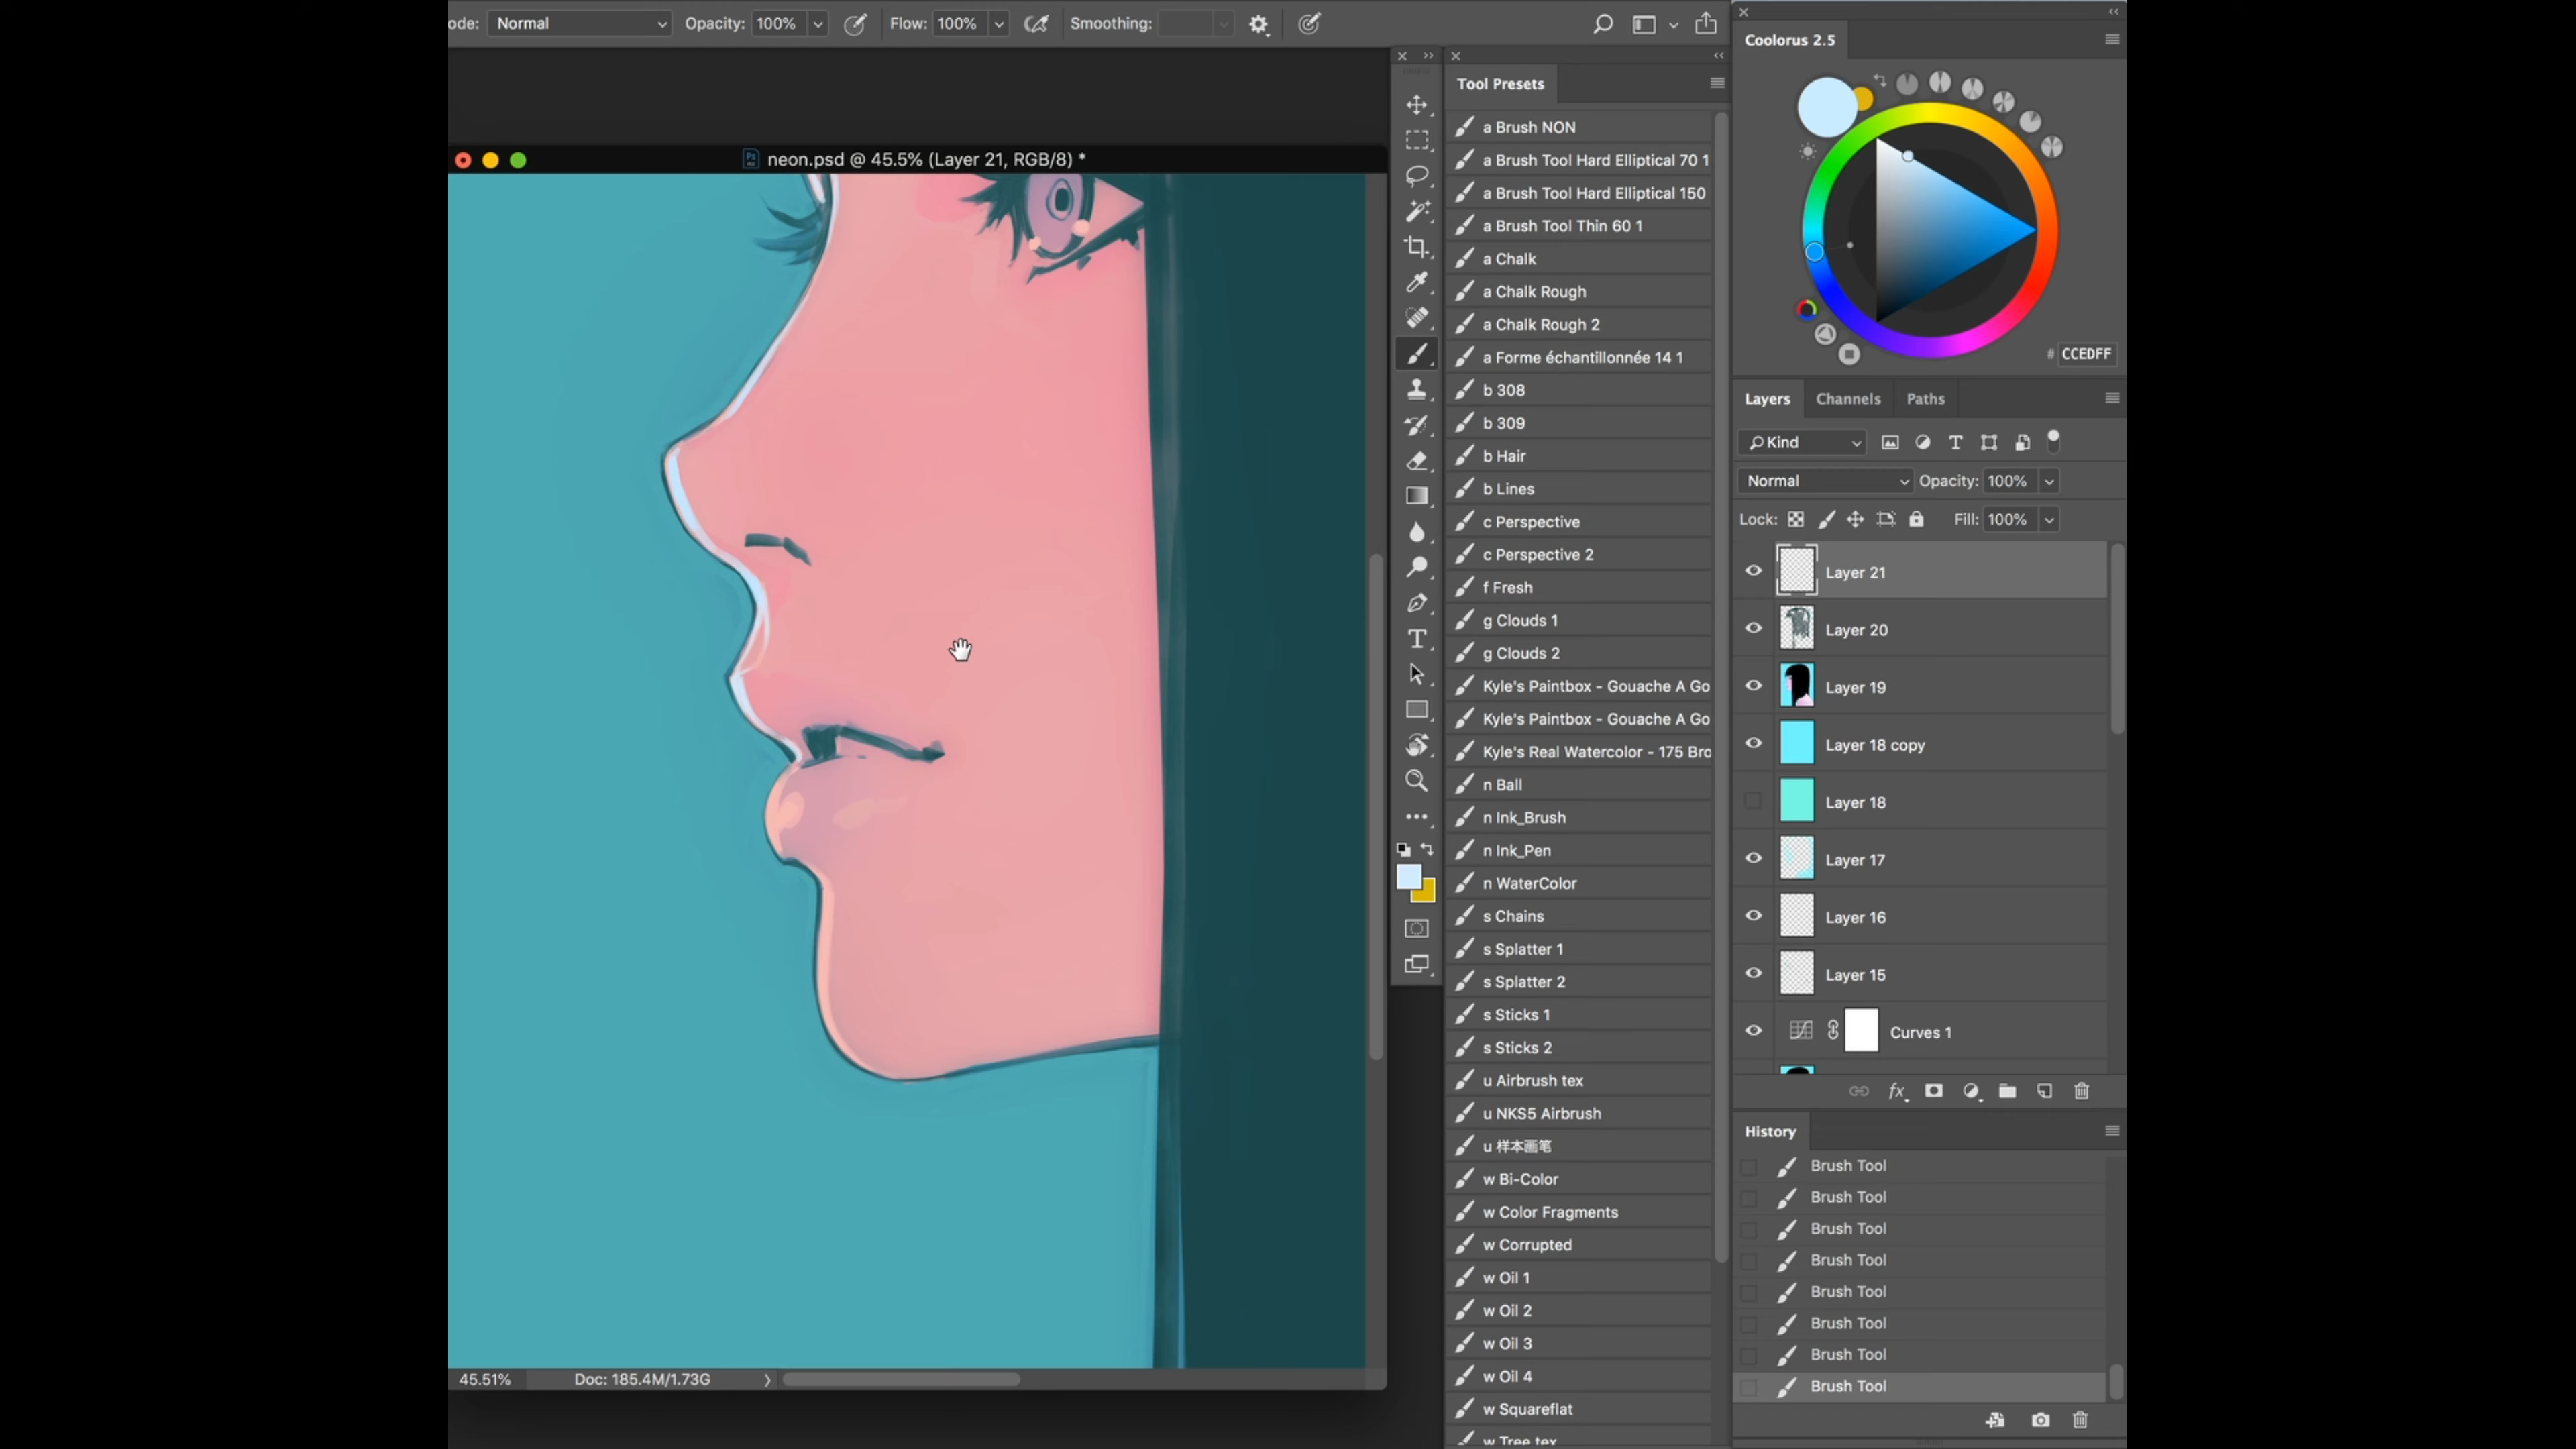 ode: Normal Opacity: 100% Flow: 100% Smoothing:
neon.psd @ 45.5% (Layer 21, RGB/8) *
45.51% Doc: 185.4M/1.73G
Tool Presets
a Brush NON
a Brush Tool Hard Elliptical 70 1
a Brush Tool Hard Elliptical 150
a Brush Tool Thin 60 1
a Chalk
a Chalk Rough
a Chalk Rough 2
a Forme échantillonnée 14 1
b 308
b 309
b Hair
b Lines
c Perspective
c Perspective 2
f Fresh
g Clouds 1
g Clouds 2
Kyle's Paintbox - Gouache A Go
Kyle's Paintbox - Gouache A Go
Kyle's Real Watercolor - 175 Bro
n Ball
n Ink_Brush
n Ink_Pen
n WaterColor
s Chains
s Splatter 1
s Splatter 2
s Sticks 1
s Sticks 2
u Airbrush tex
u NKS5 Airbrush
u 样本画笔
w Bi-Color
w Color Fragments
w Corrupted
w Oil 1
w Oil 2
w Oil 3
w Oil 4
w Squareflat
w Tree tex
Coolorus 2.5
# CCEDFF
Layers Channels Paths
Kind
Normal Opacity: 100%
Lock: Fill: 100%
Layer 21
Layer 20
Layer 19
Layer 18 copy
Layer 18
Layer 17
Layer 16
Layer 15
Curves 1
fx
History
Brush Tool
Brush Tool
Brush Tool
Brush Tool
Brush Tool
Brush Tool
Brush Tool
Brush Tool